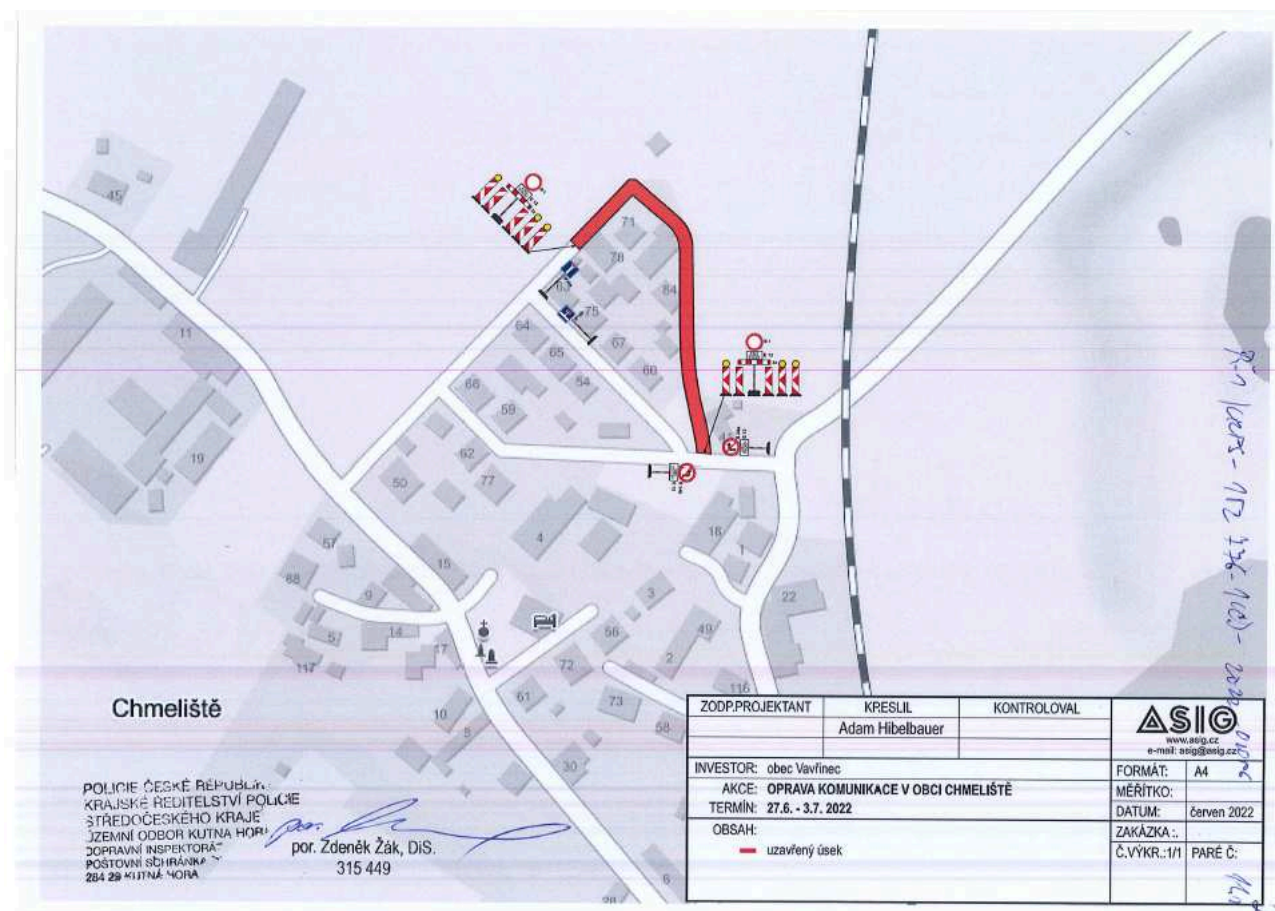 45
11
19
71
78
84
63
75
64
65
67
54
60
66
59
62
77
50
4
18
1
22
57
88
9
15
5
14
17
117
3
56
49
2
72
61
73
116
58
10
8
30
6
28
Chmeliště
POLICIE ČESKÉ REPUBLIKY
KRAJSKÉ ŘEDITELSTVÍ POLICIE
STŘEDOČESKÉHO KRAJE
ÚZEMNÍ ODBOR KUTNÁ HORA
DOPRAVNÍ INSPEKTORÁT
POŠTOVNÍ SCHRÁNKA
284 29 KUTNÁ HORA
por. Zdeněk Žák, DiS.
315 449
ZODP.PROJEKTANT KRESLIL KONTROLOVAL
Adam Hibelbauer
ASIG
www.asig.cz
e-mail: asig@asig.cz
INVESTOR: obec Vavřinec
AKCE: OPRAVA KOMUNIKACE V OBCI CHMELIŠTĚ
TERMÍN: 27.6. - 3.7. 2022
OBSAH:
uzavřený úsek
FORMÁT: A4
MĚŘÍTKO:
DATUM: červen 2022
ZAKÁZKA :.
Č.VÝKR.:1/1 PARÉ Č: